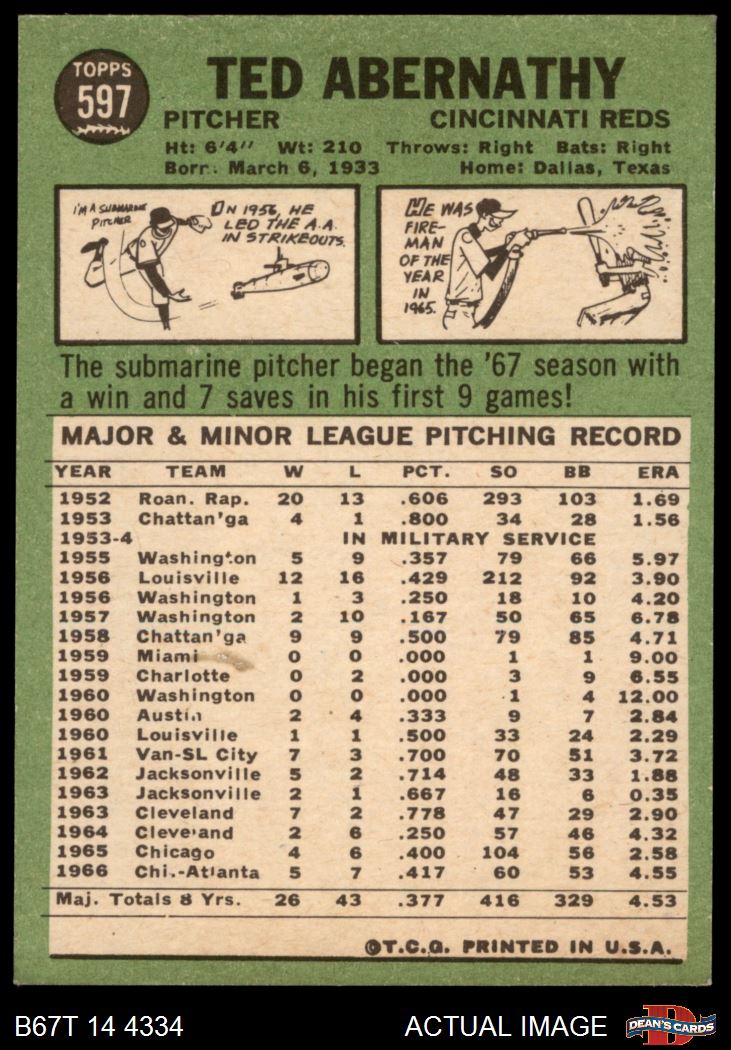 TOPPS
597
TED ABERNATHY
PITCHER CINCINNATI REDS
Ht: 6'4" Wt: 210 Throws: Right Bats: Right
Born: March 6, 1933 Home: Dallas, Texas
I'M A SUBMARINE
PITCHER
ON 1956, HE
LED THE A.A.
IN STRIKEOUTS.
HE WAS
FIRE-
MAN
OF THE
YEAR
IN
1965.
The submarine pitcher began the '67 season with
a win and 7 saves in his first 9 games!
MAJOR & MINOR LEAGUE PITCHING RECORD
YEAR TEAM W L PCT. SO BB ERA
1952 Roan. Rap. 20 13 .606 293 103 1.69
1953 Chattan'ga 4 1 .800 34 28 1.56
1953-4 IN MILITARY SERVICE
1955 Washington 5 9 .357 79 66 5.97
1956 Louisville 12 16 .429 212 92 3.90
1956 Washington 1 3 .250 18 10 4.20
1957 Washington 2 10 .167 50 65 6.78
1958 Chattan'ga 9 9 .500 79 85 4.71
1959 Miami 0 0 .000 1 1 9.00
1959 Charlotte 0 2 .000 3 9 6.55
1960 Washington 0 0 .000 1 4 12.00
1960 Austin 2 4 .333 9 7 2.84
1960 Louisville 1 1 .500 33 24 2.29
1961 Van-SL City 7 3 .700 70 51 3.72
1962 Jacksonville 5 2 .714 48 33 1.88
1963 Jacksonville 2 1 .667 16 6 0.35
1963 Cleveland 7 2 .778 47 29 2.90
1964 Cleveland 2 6 .250 57 46 4.32
1965 Chicago 4 6 .400 104 56 2.58
1966 Chi.-Atlanta 5 7 .417 60 53 4.55
Maj. Totals 8 Yrs. 26 43 .377 416 329 4.53
©T.C.G. PRINTED IN U.S.A.
B67T 14 4334 ACTUAL IMAGE D DEAN'S CARDS